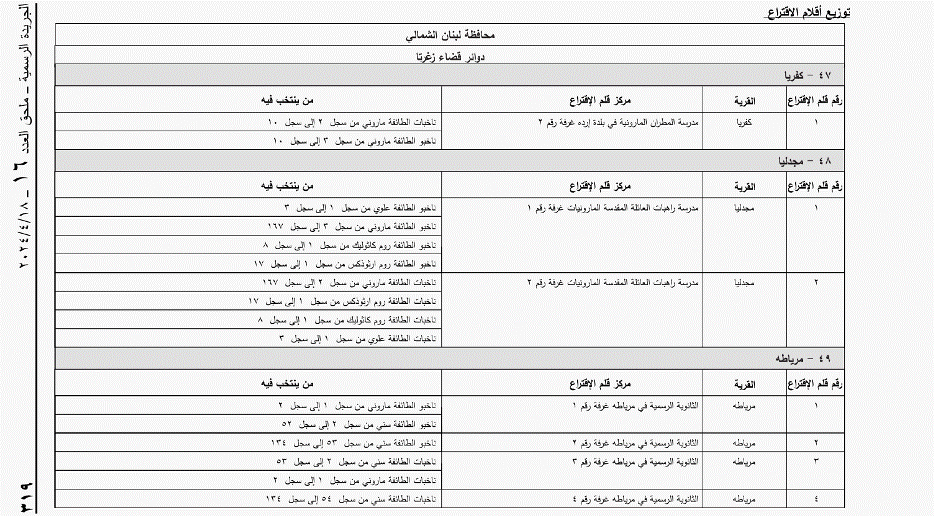 الجريدة الرسمية – ملحق العدد ١٦ – ٢٠٢٤/٤/١٨
توزيع أقلام الاقتراع
محافظة لبنان الشمالي
دوائر قضاء زغرتا
٤٧ - كفريا
رقم قلم الإقتراع القرية مركز قلم الإقتراع من ينتخب فيه
١ كفريا مدرسة المطران المارونية في بلدة إرده غرفة رقم ٢ ناخبات الطائفة ماروني من سجل ٢ إلى سجل ١٠
ناخبو الطائفة ماروني من سجل ٣ إلى سجل ١٠
٤٨ - مجدليا
رقم قلم الإقتراع القرية مركز قلم الإقتراع من ينتخب فيه
١ مجدليا مدرسة راهبات العائلة المقدسة المارونيات غرفة رقم ١ ناخبو الطائفة علوي من سجل ١ إلى سجل ٣
ناخبو الطائفة ماروني من سجل ٣ إلى سجل ١٦٧
ناخبو الطائفة روم كاثوليك من سجل ١ إلى سجل ٨
ناخبو الطائفة روم ارثوذكس من سجل ١ إلى سجل ١٧
٢ مجدليا مدرسة راهبات العائلة المقدسة المارونيات غرفة رقم ٢ ناخبات الطائفة ماروني من سجل ٢ إلى سجل ١٦٧
ناخبات الطائفة روم ارثوذكس من سجل ١ إلى سجل ١٧
ناخبات الطائفة روم كاثوليك من سجل ١ إلى سجل ٨
ناخبات الطائفة علوي من سجل ١ إلى سجل ٣
٤٩ - مرياطه
رقم قلم الإقتراع القرية مركز قلم الإقتراع من ينتخب فيه
١ مرياطه الثانوية الرسمية في مرياطه غرفة رقم ١ ناخبو الطائفة ماروني من سجل ١ إلى سجل ٢
ناخبو الطائفة سني من سجل ٢ إلى سجل ٥٢
٢ مرياطه الثانوية الرسمية في مرياطه غرفة رقم ٢ ناخبو الطائفة سني من سجل ٥٣ إلى سجل ١٣٤
٣ مرياطه الثانوية الرسمية في مرياطه غرفة رقم ٣ ناخبات الطائفة سني من سجل ٢ إلى سجل ٥٣
ناخبات الطائفة ماروني من سجل ١ إلى سجل ٢
٤ مرياطه الثانوية الرسمية في مرياطه غرفة رقم ٤ ناخبات الطائفة سني من سجل ٥٤ إلى سجل ١٣٤
٣١٩